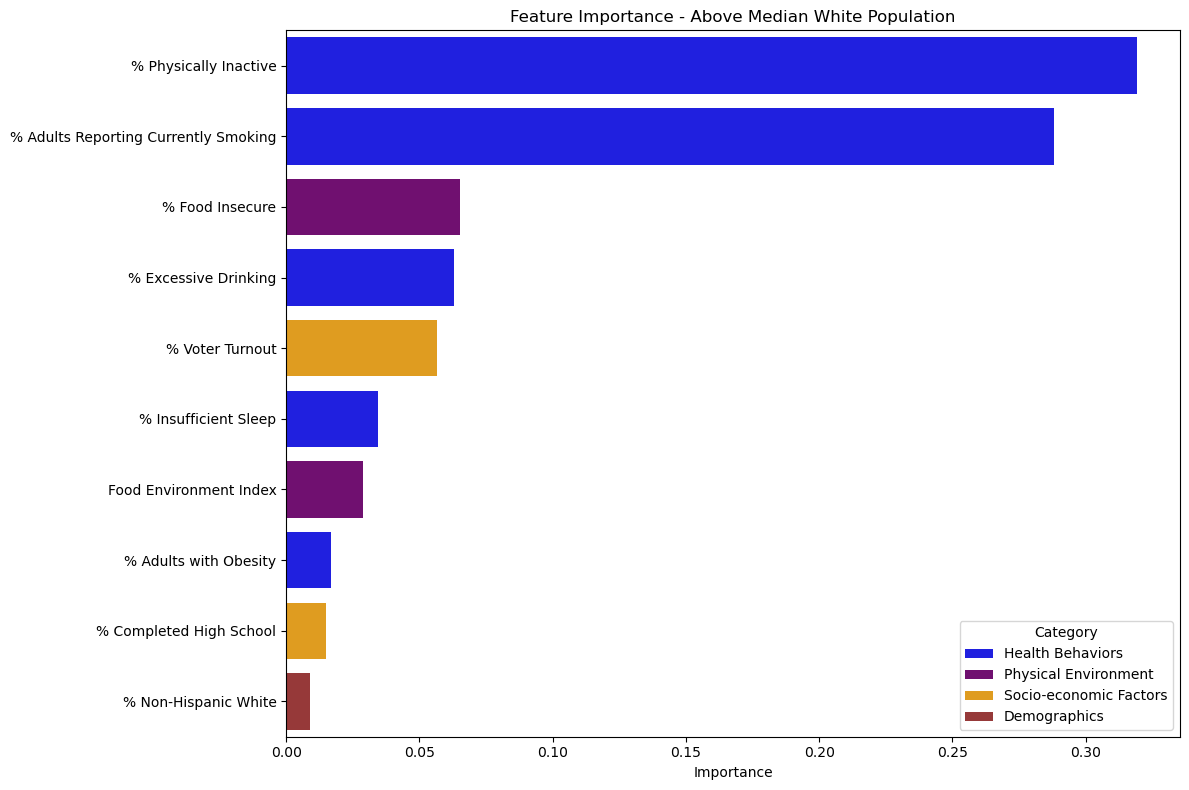 Feature Importance - Above Median White Population
% Physically Inactive
% Adults Reporting Currently Smoking
% Food Insecure
% Excessive Drinking
% Voter Turnout
% Insufficient Sleep
Food Environment Index
% Adults with Obesity
% Completed High School
% Non-Hispanic White
Category
Health Behaviors
Physical Environment
Socio-economic Factors
Demographics
0.00 0.05 0.10 0.15 0.20 0.25 0.30
Importance